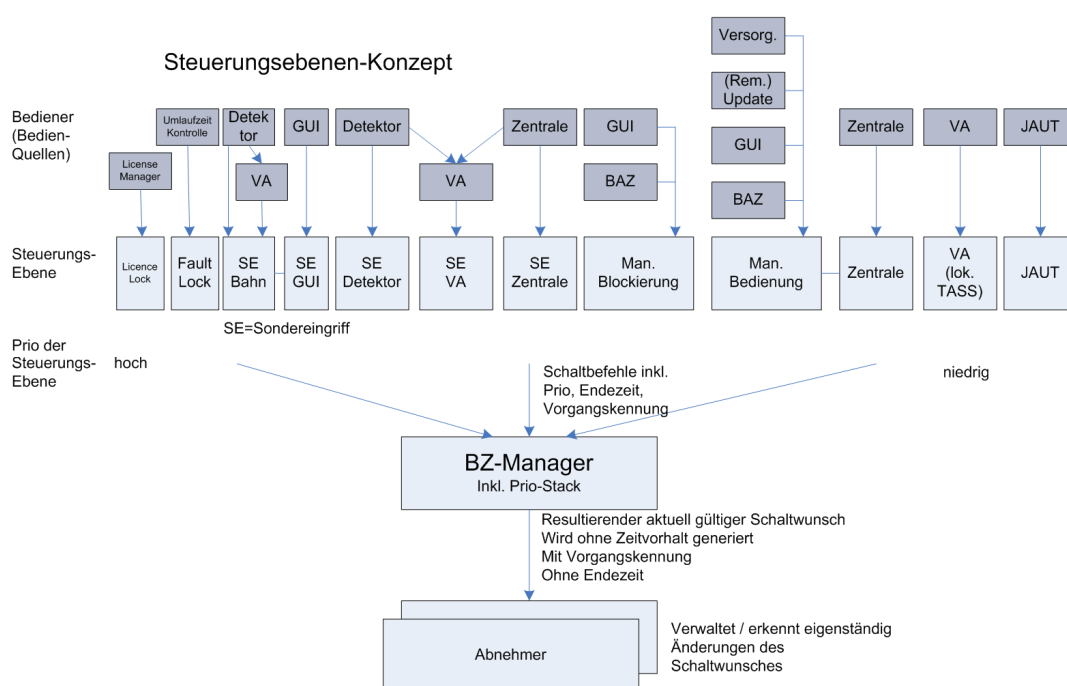 Steuerungsebenen-Konzept
Bediener
(Bedien-
Quellen)
License
Manager
Umlaufzeit
Kontrolle
Detek
tor
VA
GUI
Detektor
VA
Zentrale
GUI
BAZ
Versorg.
(Rem.)
Update
GUI
BAZ
Zentrale
VA
JAUT
Steuerungs-
Ebene
Licence
Lock
Fault
Lock
SE
Bahn
SE
GUI
SE
Detektor
SE
VA
SE
Zentrale
Man.
Blockierung
Man.
Bedienung
Zentrale
VA
(lok.
TASS)
JAUT
SE=Sondereingriff
Prio der
Steuerungs-
Ebene
hoch
niedrig
Schaltbefehle inkl.
Prio, Endezeit,
Vorgangskennung
BZ-Manager
Inkl. Prio-Stack
Resultierender aktuell gültiger Schaltwunsch
Wird ohne Zeitvorhalt generiert
Mit Vorgangskennung
Ohne Endezeit
Abnehmer
Verwaltet / erkennt eigenständig
Änderungen des
Schaltwunsches